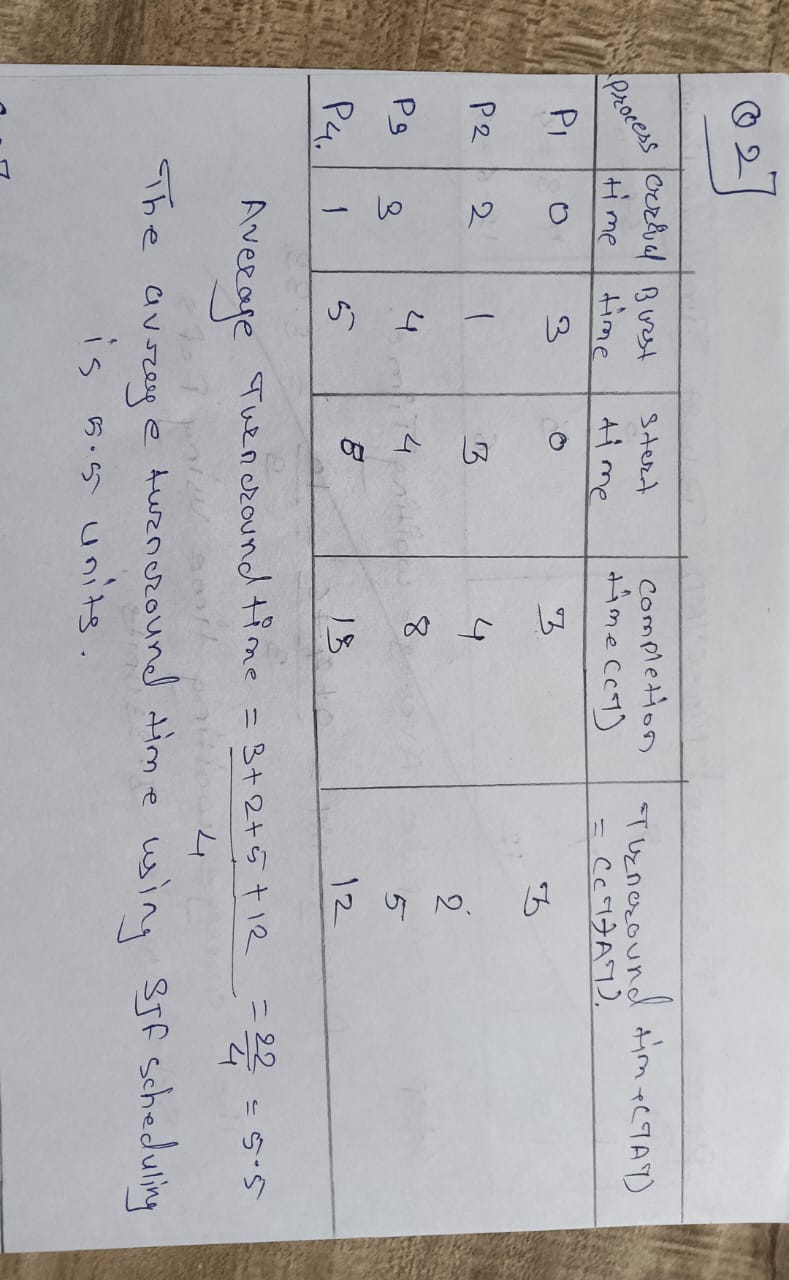 Q2
process Arrival time Burst time Start time Completion time (CT) Turnaround time (TAT) = (CT-AT).
P1 0 3 0 3 3
P2 2 1 3 4 2
P3 3 4 4 8 5
P4. 1 5 8 13 12
Average Turnaround time = 3+2+5+12 / 4 = 22/4 = 5.5
The average turnaround time using SJF scheduling
is 5.5 units.